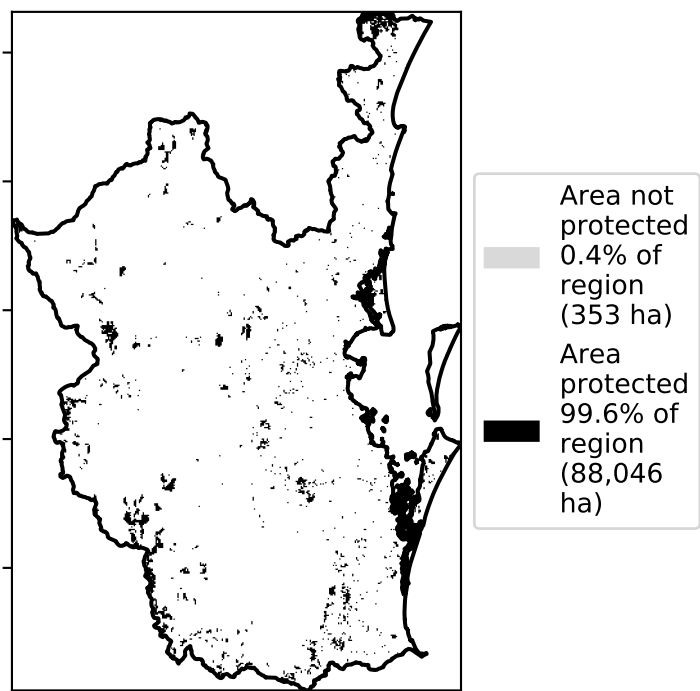 Area not
protected
0.4% of
region
(353 ha)
Area
protected
99.6% of
region
(88,046
ha)